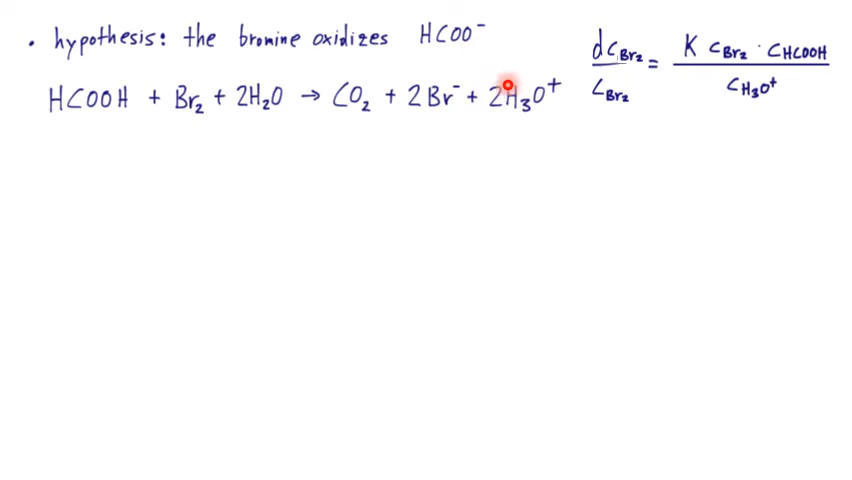 • hypothesis: the bromine oxidizes HCOO⁻
HCOOH + Br₂ + 2H₂O → CO₂ + 2Br⁻ + 2H₃O⁺
dC_Br₂ / C_Br₂ = K C_Br₂ · C_HCOOH / C_H₃O⁺